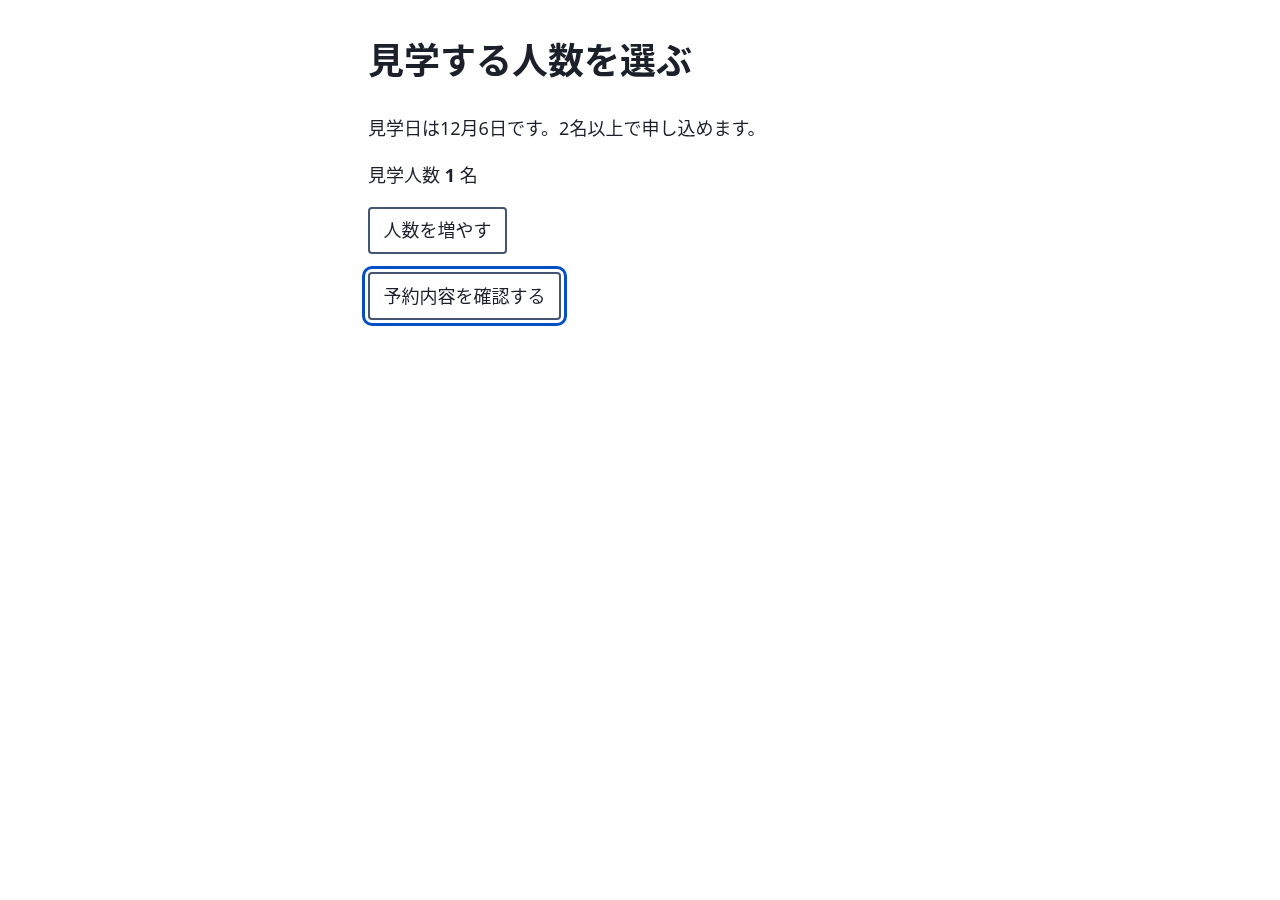 見学する人数を選ぶ
見学日は12月6日です。2名以上で申し込めます。
見学人数 1 名
人数を増やす
予約内容を確認する